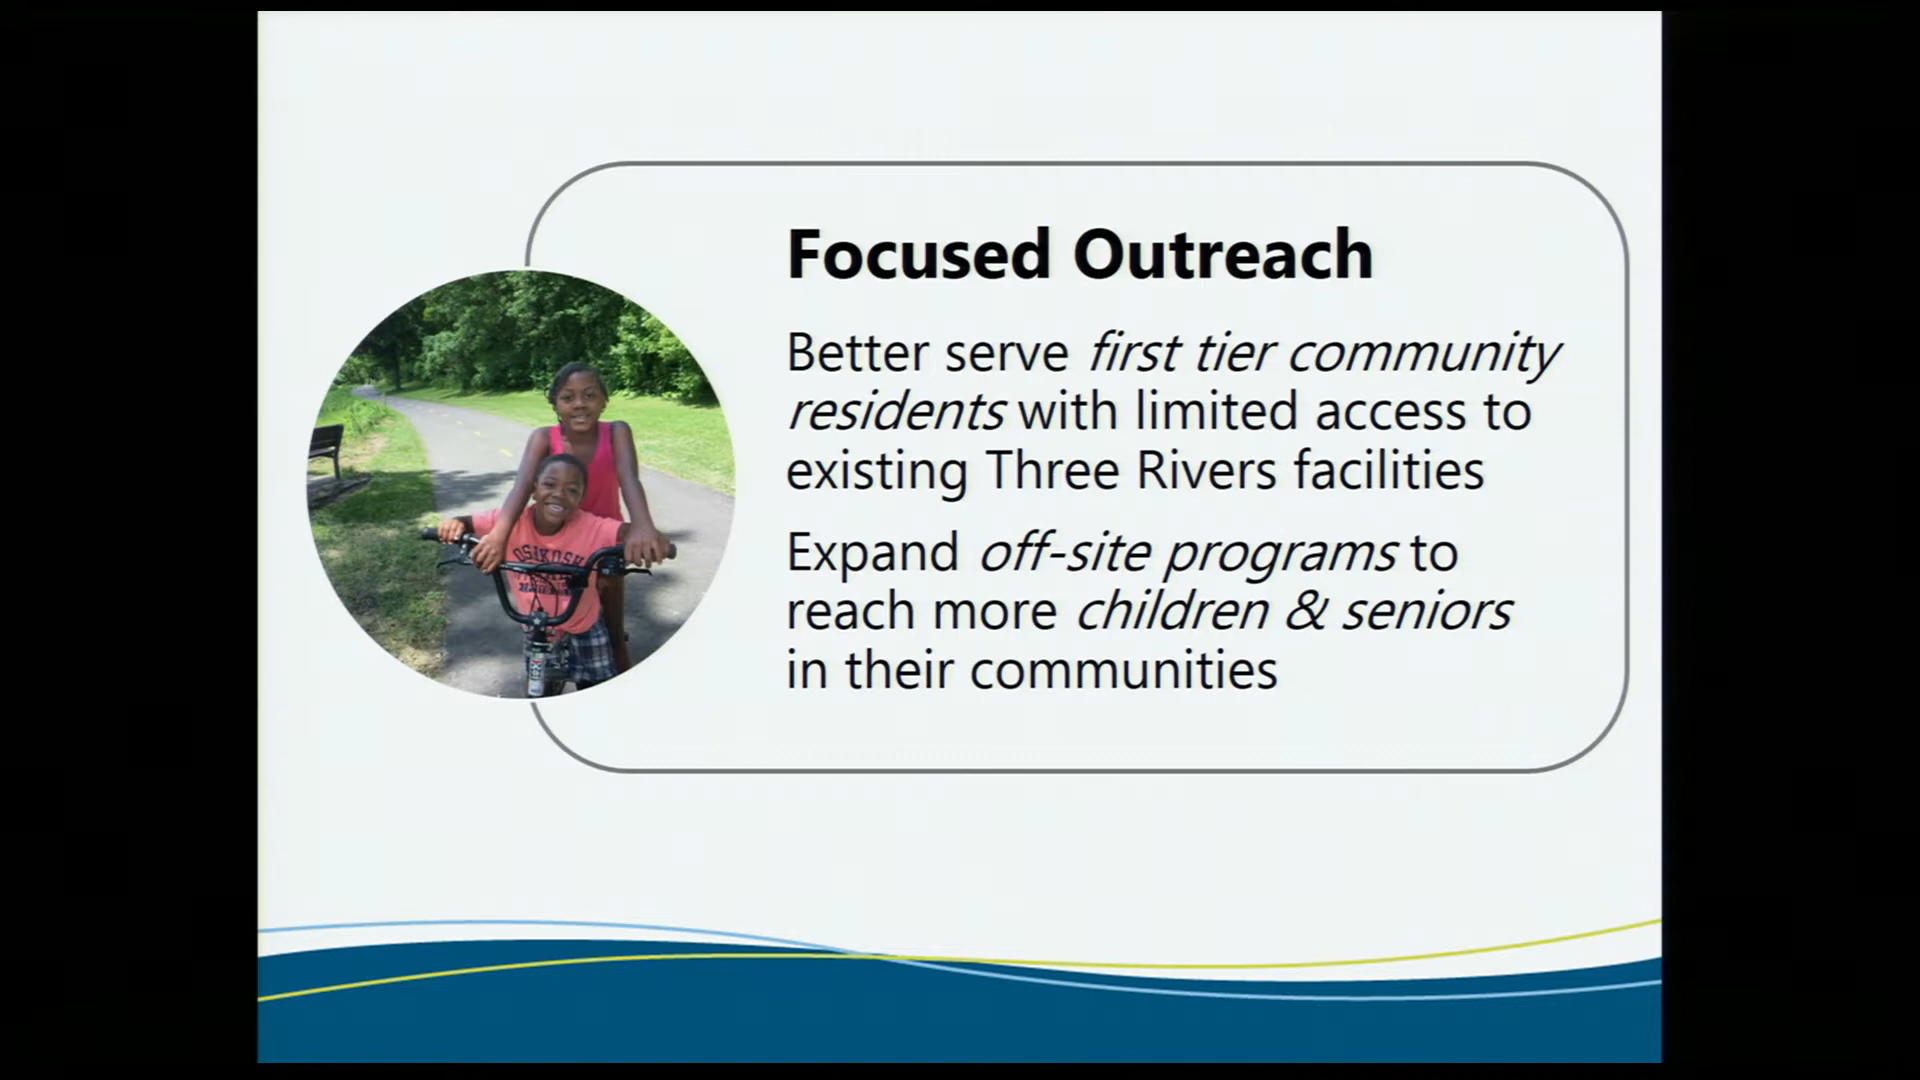 Focused Outreach
Better serve first tier community
residents with limited access to
existing Three Rivers facilities
Expand off-site programs to
reach more children & seniors
in their communities
OSHKOSH